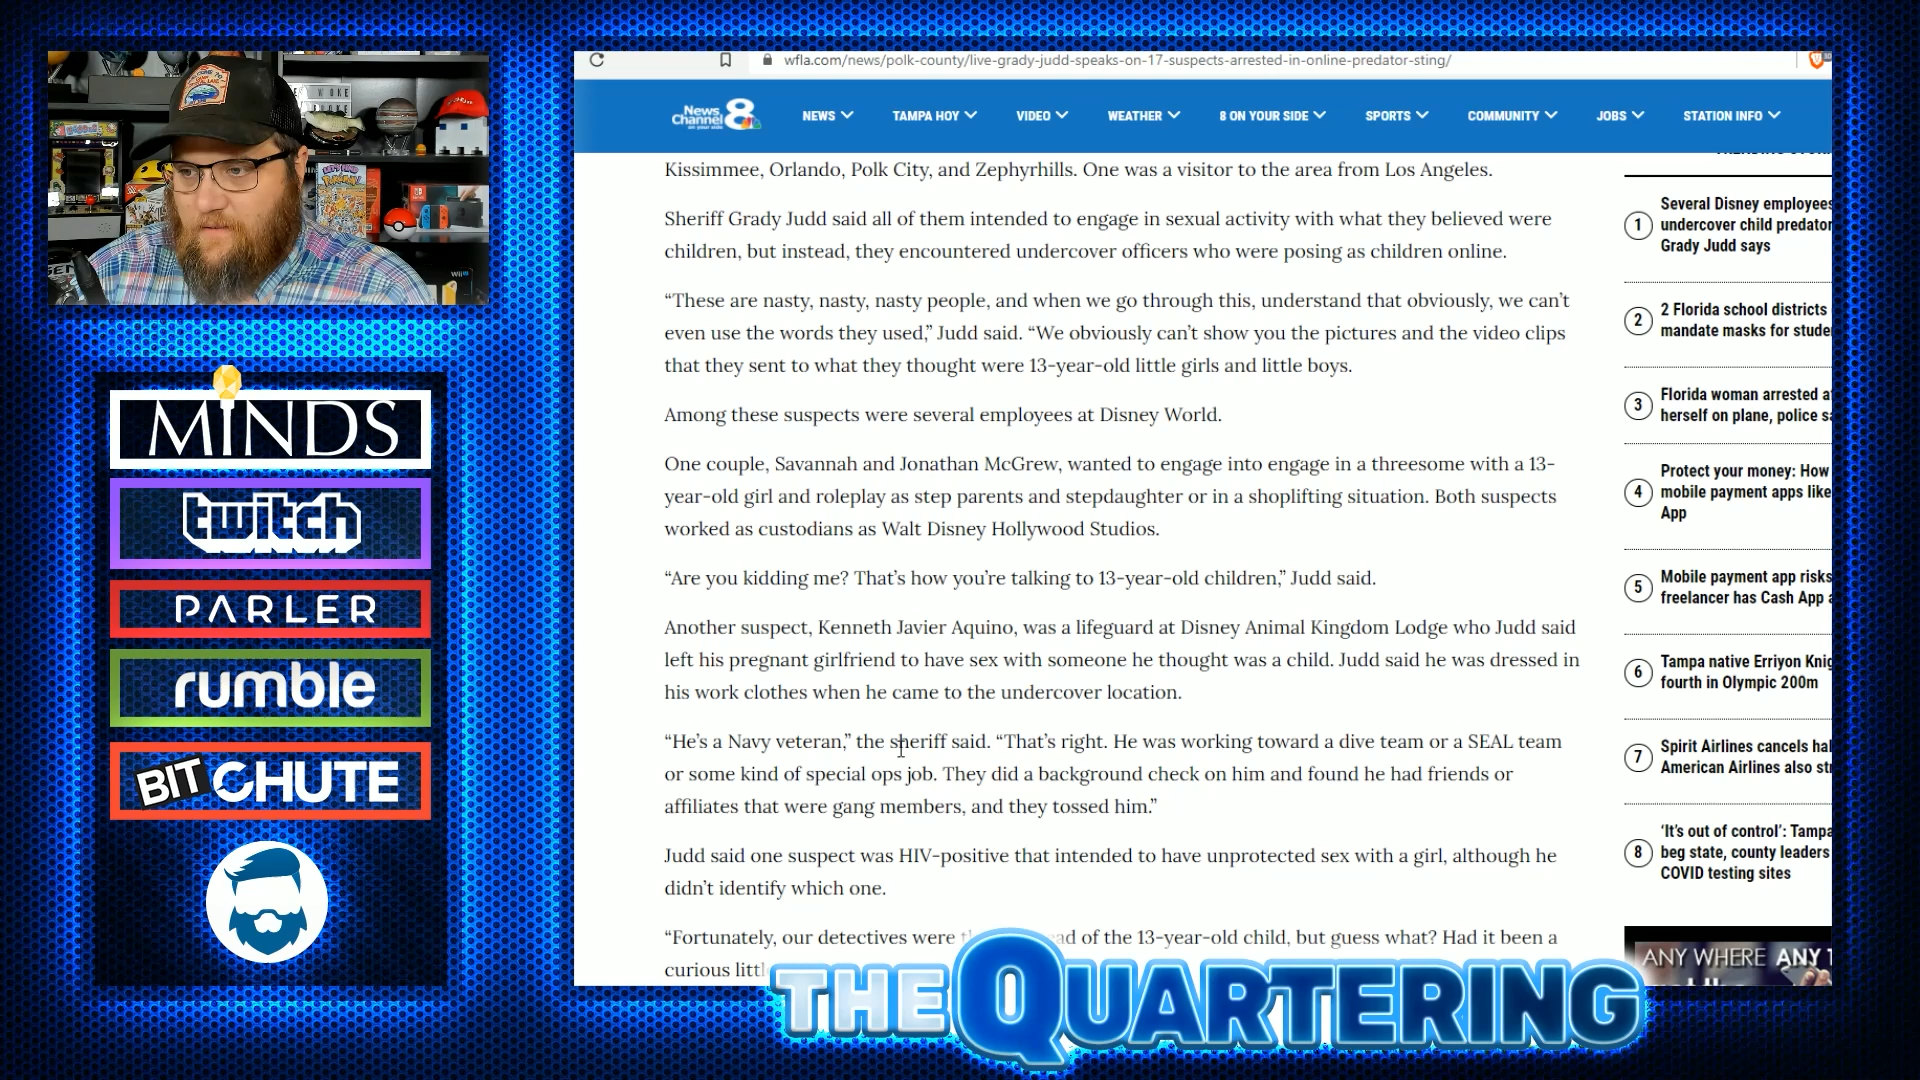 wfla.com/news/polk-county/live-grady-judd-speaks-on-17-suspects-arrested-in-online-predator-sting/
News Channel 8
on your side
NEWS
TAMPA HOY
VIDEO
WEATHER
8 ON YOUR SIDE
SPORTS
COMMUNITY
JOBS
STATION INFO
WOKE
Kissimmee, Orlando, Polk City, and Zephyrhills. One was a visitor to the area from Los Angeles.
Sheriff Grady Judd said all of them intended to engage in sexual activity with what they believed were
children, but instead, they encountered undercover officers who were posing as children online.
“These are nasty, nasty, nasty people, and when we go through this, understand that obviously, we can’t
even use the words they used,” Judd said. “We obviously can’t show you the pictures and the video clips
that they sent to what they thought were 13-year-old little girls and little boys.
Among these suspects were several employees at Disney World.
One couple, Savannah and Jonathan McGrew, wanted to engage into engage in a threesome with a 13-
year-old girl and roleplay as step parents and stepdaughter or in a shoplifting situation. Both suspects
worked as custodians as Walt Disney Hollywood Studios.
“Are you kidding me? That’s how you’re talking to 13-year-old children,” Judd said.
Another suspect, Kenneth Javier Aquino, was a lifeguard at Disney Animal Kingdom Lodge who Judd said
left his pregnant girlfriend to have sex with someone he thought was a child. Judd said he was dressed in
his work clothes when he came to the undercover location.
“He’s a Navy veteran,” the sheriff said. “That’s right. He was working toward a dive team or a SEAL team
or some kind of special ops job. They did a background check on him and found he had friends or
affiliates that were gang members, and they tossed him.”
Judd said one suspect was HIV-positive that intended to have unprotected sex with a girl, although he
didn’t identify which one.
“Fortunately, our detectives were of the 13-year-old child, but guess what? Had it been a
curious
1 Several Disney employees
undercover child predator
Grady Judd says
2 2 Florida school districts
mandate masks for
3 Florida woman arrested
herself on plane, police
4 Protect your money: How
mobile payment apps like
App
5 Mobile payment app risks
freelancer has Cash App
6 Tampa native Erriyon
fourth in Olympic 200m
7 Spirit Airlines cancels
American Airlines also
8 ‘It’s out of control’: Tampa
beg state, county leaders
COVID testing sites
ANY WHERE ANY
MINDS
twitch
PARLER
rumble
BITCHUTE
THE QUARTERING